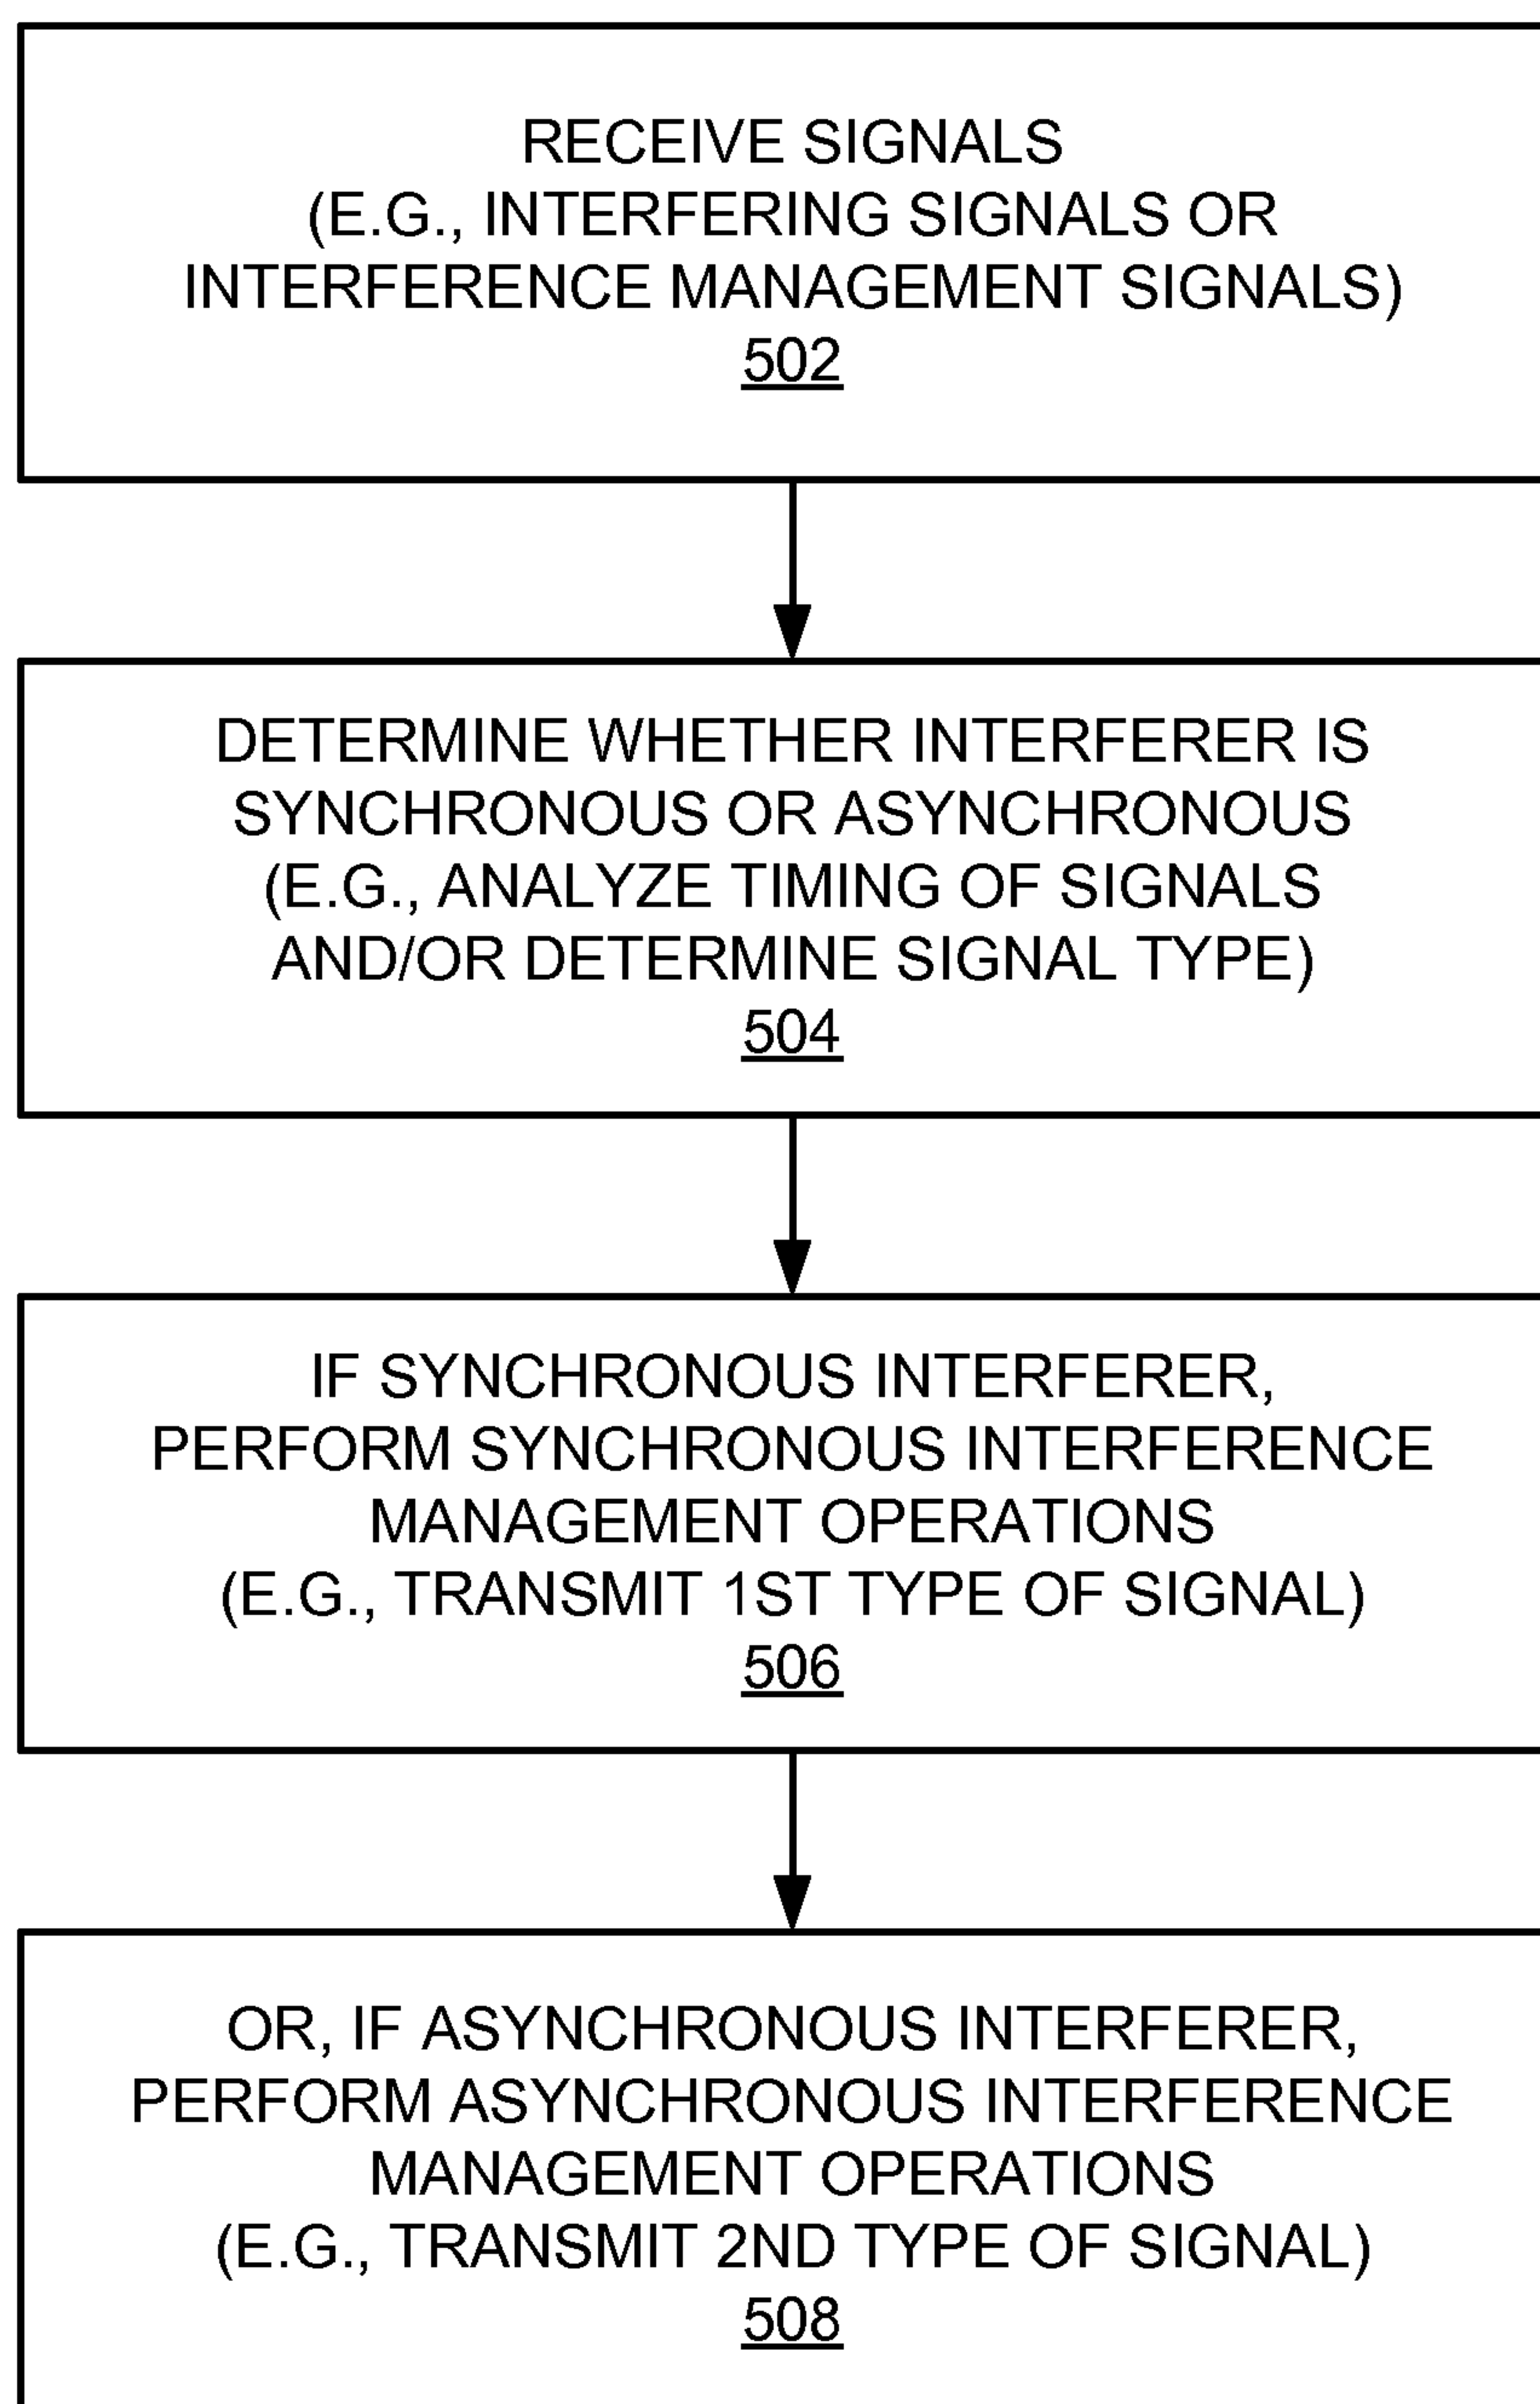 RECEIVE SIGNALS
(E.G., INTERFERING SIGNALS OR
INTERFERENCE MANAGEMENT SIGNALS)
502
DETERMINE WHETHER INTERFERER IS
SYNCHRONOUS OR ASYNCHRONOUS
(E.G., ANALYZE TIMING OF SIGNALS
AND/OR DETERMINE SIGNAL TYPE)
504
IF SYNCHRONOUS INTERFERER,
PERFORM SYNCHRONOUS INTERFERENCE
MANAGEMENT OPERATIONS
(E.G., TRANSMIT 1ST TYPE OF SIGNAL)
506
OR, IF ASYNCHRONOUS INTERFERER,
PERFORM ASYNCHRONOUS INTERFERENCE
MANAGEMENT OPERATIONS
(E.G., TRANSMIT 2ND TYPE OF SIGNAL)
508